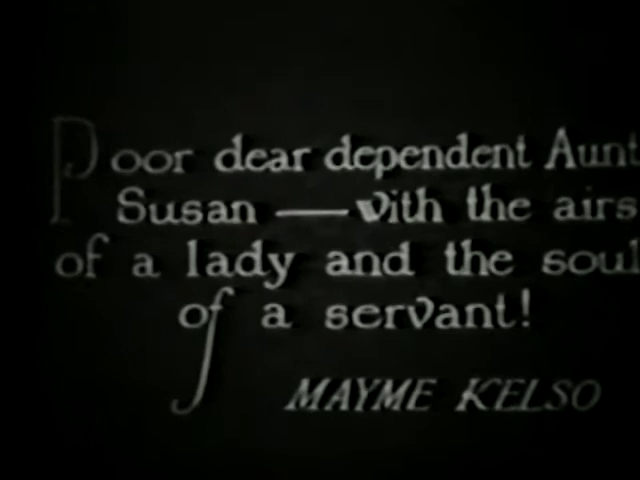 Poor dear dependent Aunt
Susan — with the airs
of a lady and the soul
of a servant!
MAYME KELSO